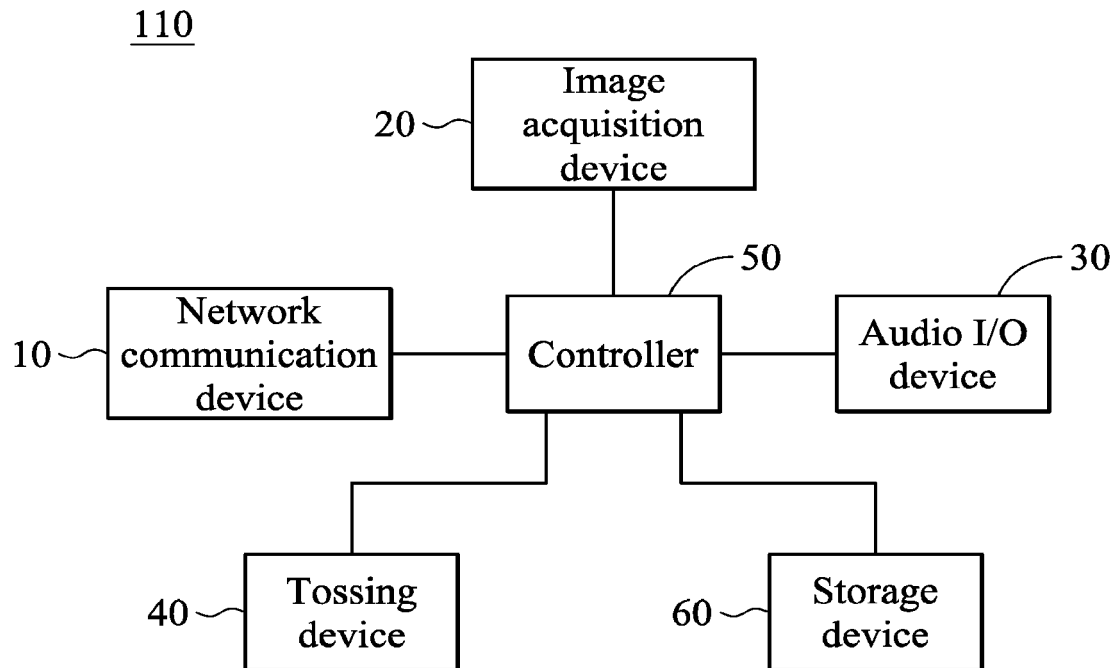 110
Image
acquisition
device
20
50
30
Network
communication
device
10
Controller
Audio I/O
device
Tossing
device
40
Storage
device
60